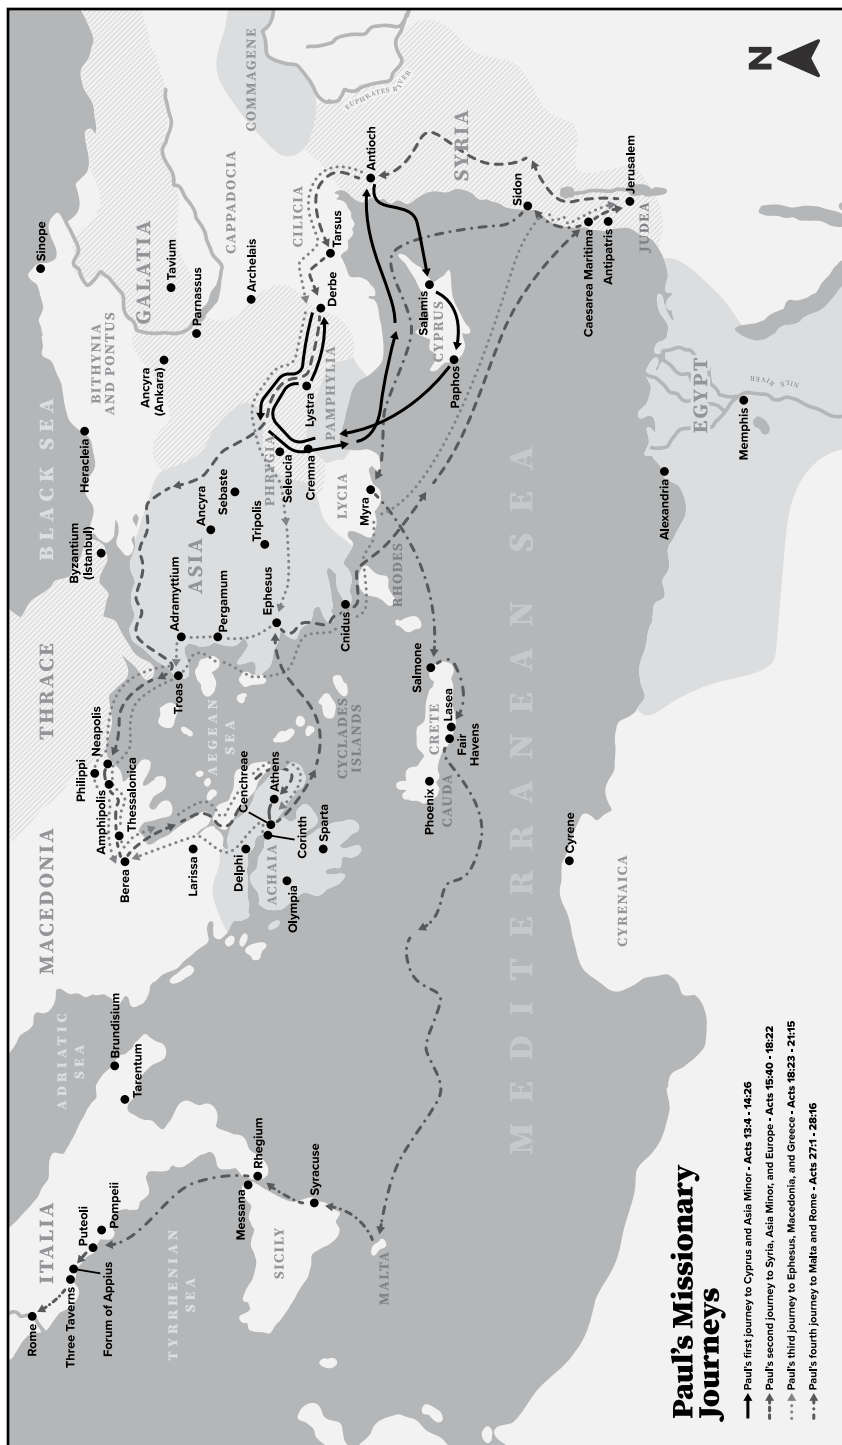 BLACK SEA
THRACE
MACEDONIA
ADRIATIC
SEA
ITALIA
Rome
Three Taverns
Forum of Appius
Puteoli
Pompeii
Brundisium
Tarentum
TYRRHENIAN
SEA
Messana
Rhegium
SICILY
Syracuse
MALTA
Berea
Thessalonica
Amphipolis
Philippi
Neapolis
Larissa
Delphi
ACHAIA
Olympia
Corinth
Sparta
Cenchreae
Athens
AEGEAN
SEA
CYCLADES
ISLANDS
Troas
Adramyttium
Pergamum
Ephesus
Cnidus
ASIA
Byzantium
(Istanbul)
Heracleia
Sinope
BITHYNIA
AND PONTUS
GALATIA
Tavium
Parnassus
Ancyra
(Ankara)
Archelais
CAPPADOCIA
COMMAGENE
EUPHRATES RIVER
Ancyra
Sebaste
Tripolis
PHRYGIA
Seleucia
Cremna
Lystra
PAMPHYLIA
Derbe
Tarsus
CILICIA
Antioch
SYRIA
LYCIA
Myra
RHODES
Salamis
CYPRUS
Paphos
Sidon
Caesarea Maritima
Antipatris
Jerusalem
JUDEA
Salmone
CRETE
Lasea
Fair
Havens
Phoenix
CAUDA
MEDITERRANEAN SEA
Cyrene
CYRENAICA
Alexandria
EGYPT
Memphis
NILE RIVER
N
Paul's Missionary
Journeys
Paul's first journey to Cyprus and Asia Minor - Acts 13:4 - 14:26
Paul's second journey to Syria, Asia Minor, and Europe - Acts 15:40 - 18:22
Paul's third journey to Ephesus, Macedonia, and Greece - Acts 18:23 - 21:15
Paul's fourth journey to Malta and Rome - Acts 27:1 - 28:16